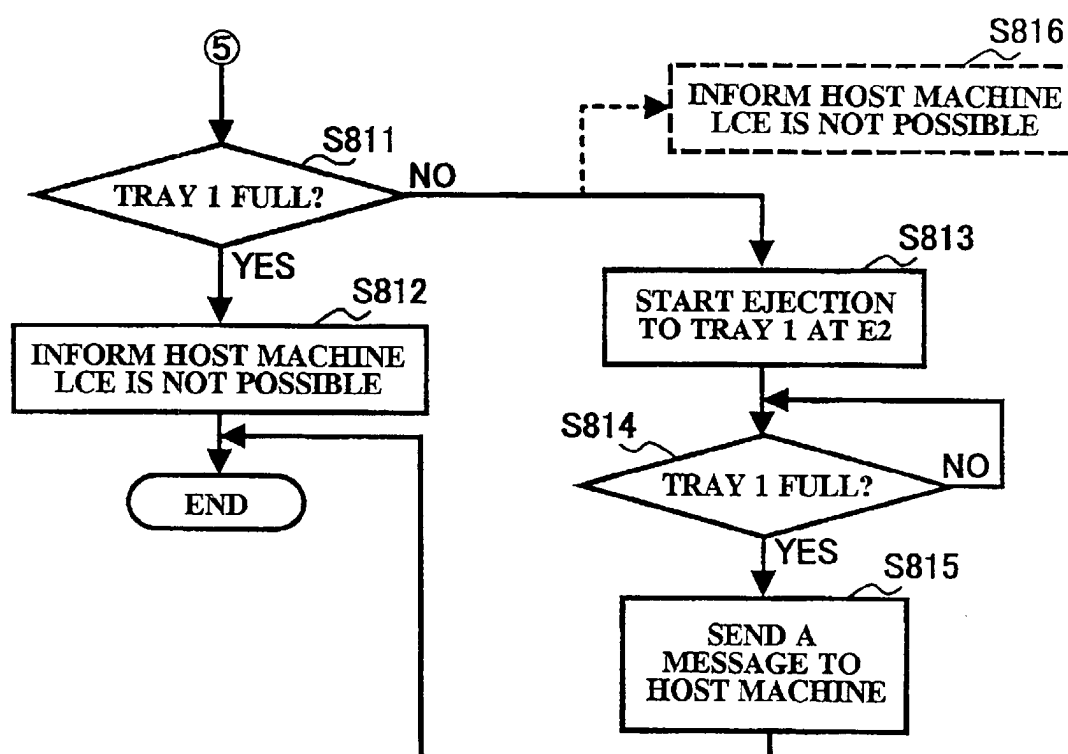 ⑤
S816
INFORM HOST MACHINE
LCE IS NOT POSSIBLE
S811
TRAY 1 FULL?
NO
YES
S812
INFORM HOST MACHINE
LCE IS NOT POSSIBLE
END
S813
START EJECTION
TO TRAY 1 AT E2
S814
TRAY 1 FULL?
NO
YES
S815
SEND A
MESSAGE TO
HOST MACHINE